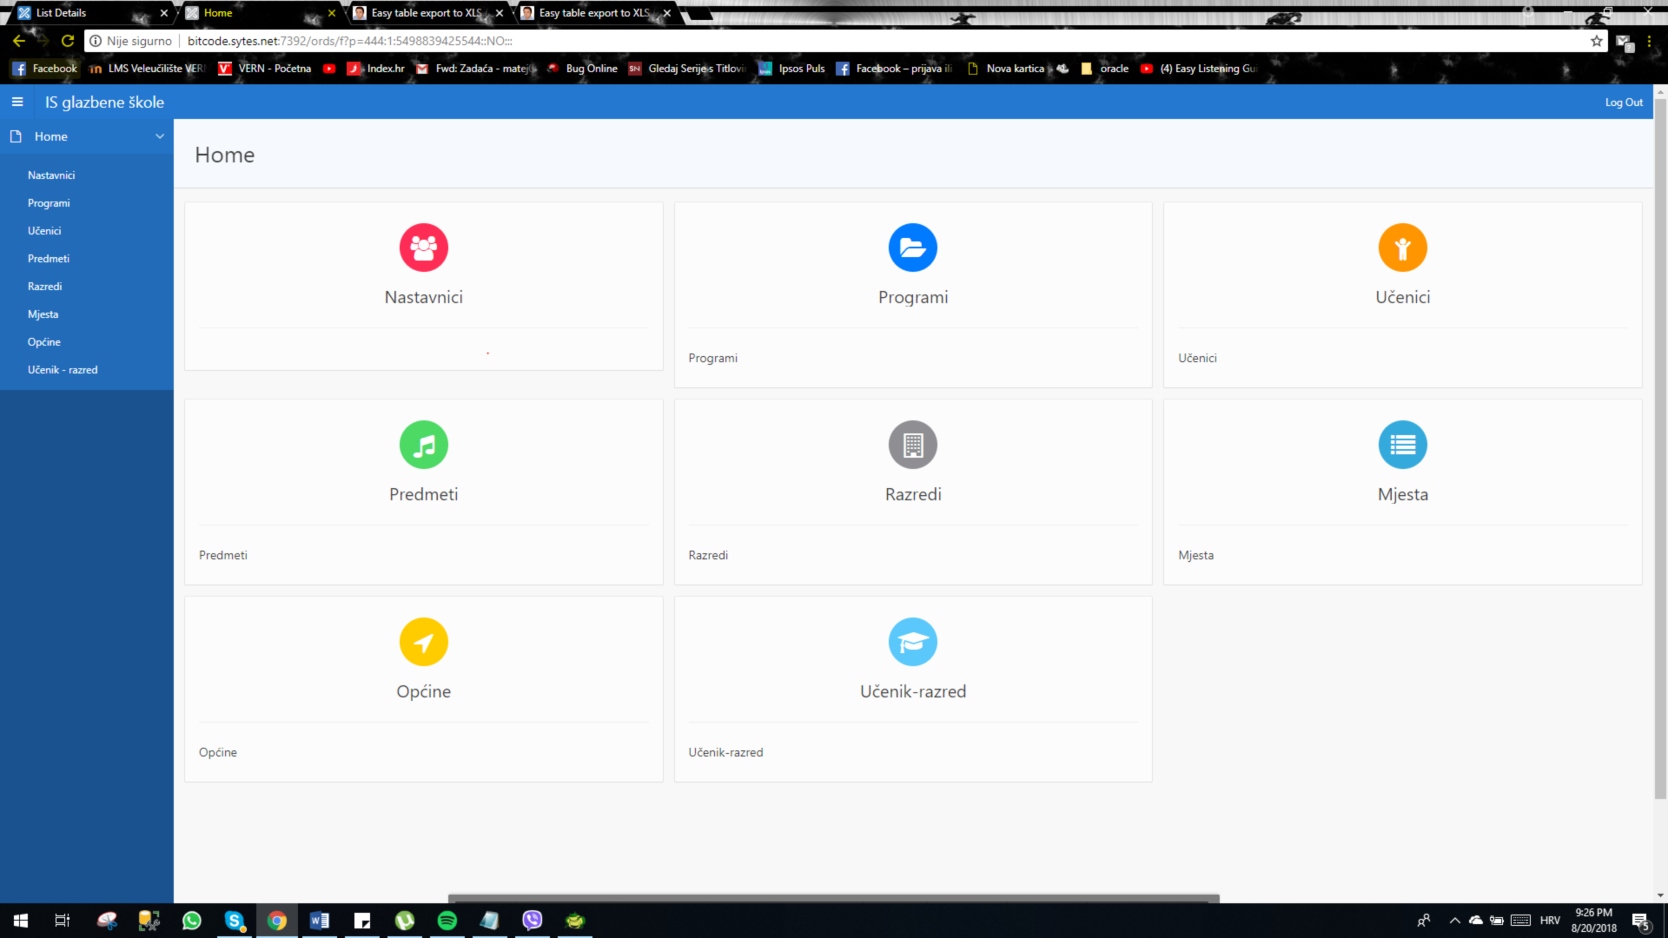 List Details
Home
Easy table export to XLS
Easy table export to XLS
Nije sigurno
bitcode.sytes.net:7392/ords/f?p=444:1:5498839425544::NO:::
Facebook
LMS Veleučilište VER
VERN - Početna
Index.hr
Fwd: Zadaća - matej
Bug Online
SN
Gledaj Serije s Titlovi
Ipsos Puls
Facebook – prijava ili
Nova kartica
oracle
(4) Easy Listening Gu
IS glazbene škole
Log Out
Home
Nastavnici
Programi
Učenici
Predmeti
Razredi
Mjesta
Općine
Učenik - razred
Home
Nastavnici
Programi
Programi
Učenici
Učenici
Predmeti
Predmeti
Razredi
Razredi
Mjesta
Mjesta
Općine
Općine
Učenik-razred
Učenik-razred
HRV
9:26 PM
8/20/2018
5